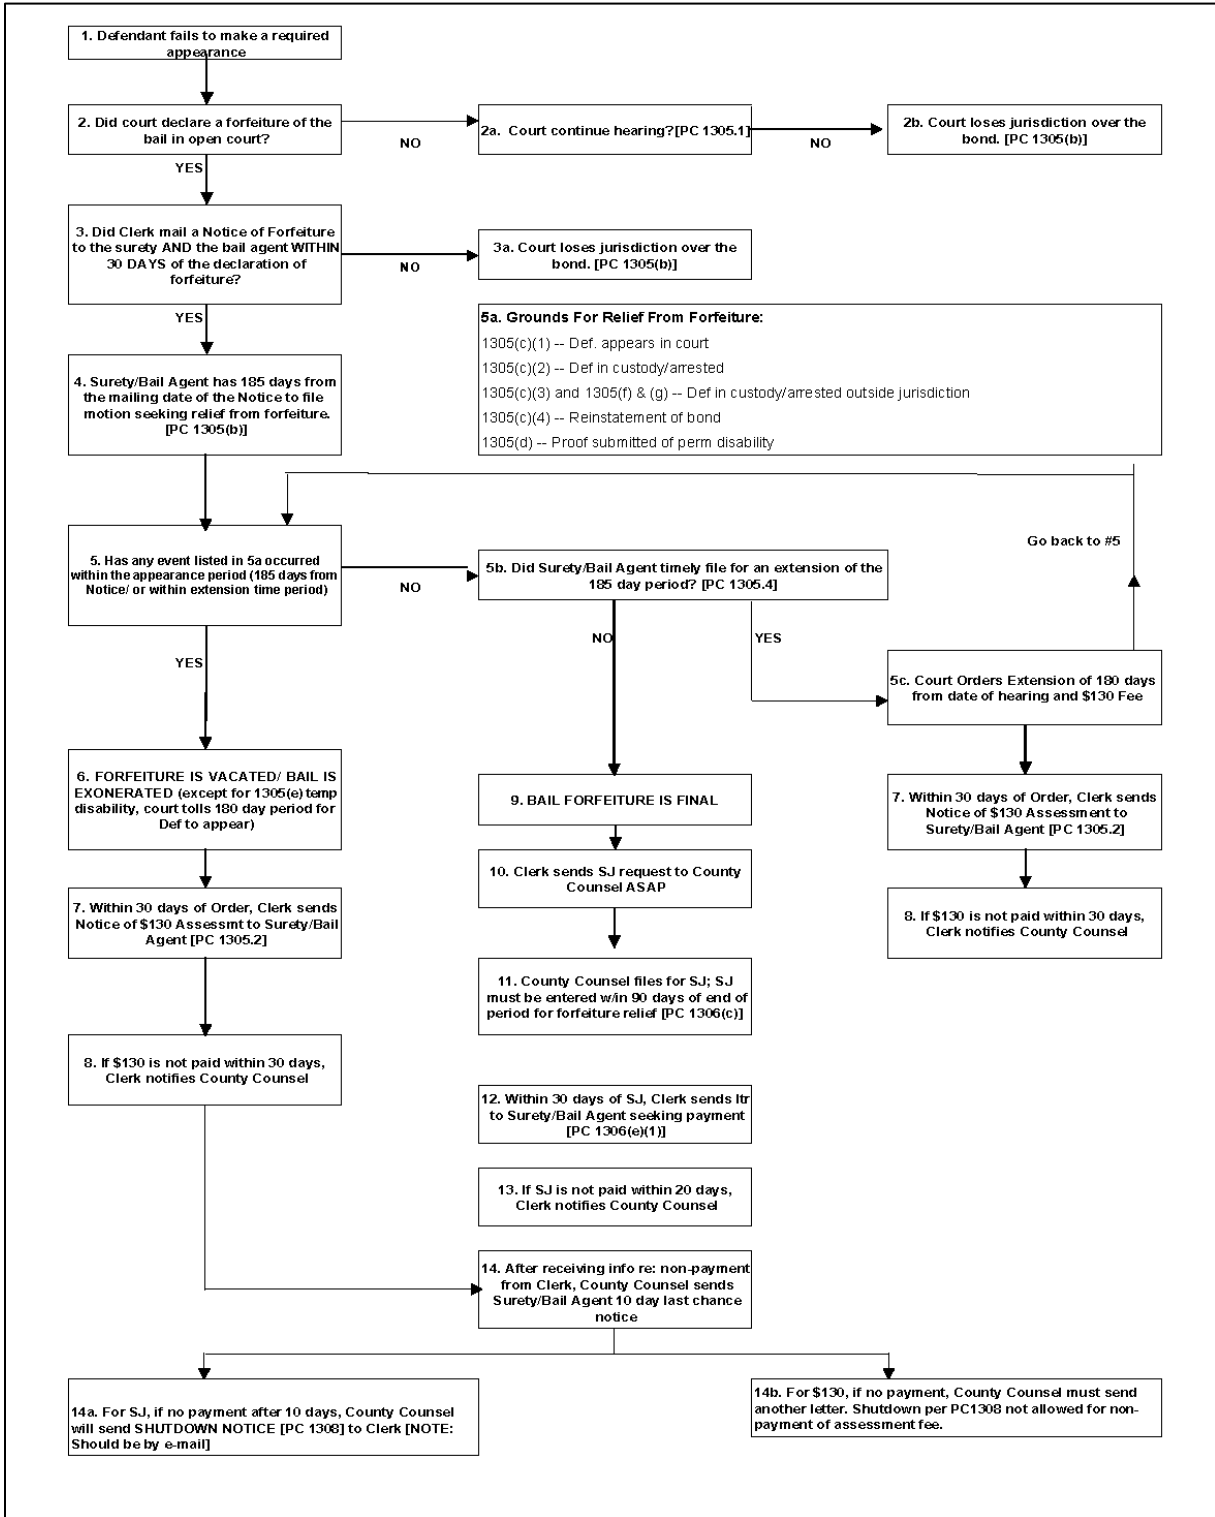 1. Defendant fails to make a required
appearance
2. Did court declare a forfeiture of the
bail in open court?
NO
2a. Court continue hearing?[PC 1305.1]
NO
2b. Court loses jurisdiction over the
bond. [PC 1305(b)]
YES
3. Did Clerk mail a Notice of Forfeiture
to the surety AND the bail agent WITHIN
30 DAYS of the declaration of
forfeiture?
NO
3a. Court loses jurisdiction over the
bond. [PC 1305(b)]
YES
4. Surety/Bail Agent has 185 days from
the mailing date of the Notice to file
motion seeking relief from forfeiture.
[PC 1305(b)]
5a. Grounds For Relief From Forfeiture:
1305(c)(1) -- Def. appears in court
1305(c)(2) -- Def in custody/arrested
1305(c)(3) and 1305(f) & (g) -- Def in custody/arrested outside jurisdiction
1305(c)(4) -- Reinstatement of bond
1305(d) -- Proof submitted of perm disability
Go back to #5
5. Has any event listed in 5a occurred
within the appearance period (185 days from
Notice/ or within extension time period)
NO
5b. Did Surety/Bail Agent timely file for an extension of the
185 day period? [PC 1305.4]
NO
YES
YES
5c. Court Orders Extension of 180 days
from date of hearing and $130 Fee
6. FORFEITURE IS VACATED/ BAIL IS
EXONERATED (except for 1305(e) temp
disability, court tolls 180 day period for
Def to appear)
9. BAIL FORFEITURE IS FINAL
7. Within 30 days of Order, Clerk sends
Notice of $130 Assessment to
Surety/Bail Agent [PC 1305.2]
10. Clerk sends SJ request to County
Counsel ASAP
7. Within 30 days of Order, Clerk sends
Notice of $130 Assessmt to Surety/Bail
Agent [PC 1305.2]
8. If $130 is not paid within 30 days,
Clerk notifies County Counsel
11. County Counsel files for SJ; SJ
must be entered w/in 90 days of end of
period for forfeiture relief [PC 1306(c)]
8. If $130 is not paid within 30 days,
Clerk notifies County Counsel
12. Within 30 days of SJ, Clerk sends ltr
to Surety/Bail Agent seeking payment
[PC 1306(e)(1)]
13. If SJ is not paid within 20 days,
Clerk notifies County Counsel
14. After receiving info re: non-payment
from Clerk, County Counsel sends
Surety/Bail Agent 10 day last chance
notice
14a. For SJ, if no payment after 10 days, County Counsel
will send SHUTDOWN NOTICE [PC 1308] to Clerk [NOTE:
Should be by e-mail]
14b. For $130, if no payment, County Counsel must send
another letter. Shutdown per PC1308 not allowed for non-
payment of assessment fee.